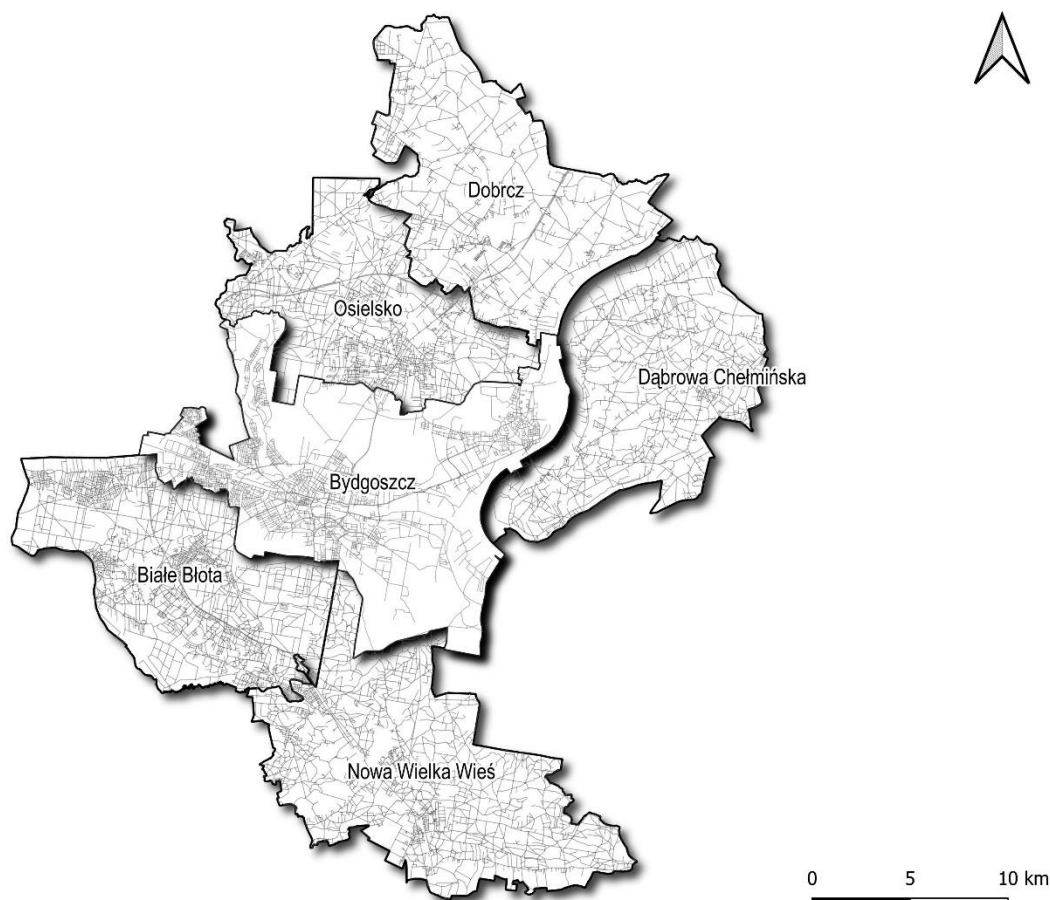 Dobrcz
Osielsko
Dąbrowa Chełmińska
Bydgoszcz
Białe Błota
Nowa Wielka Wieś
0 5 10 km